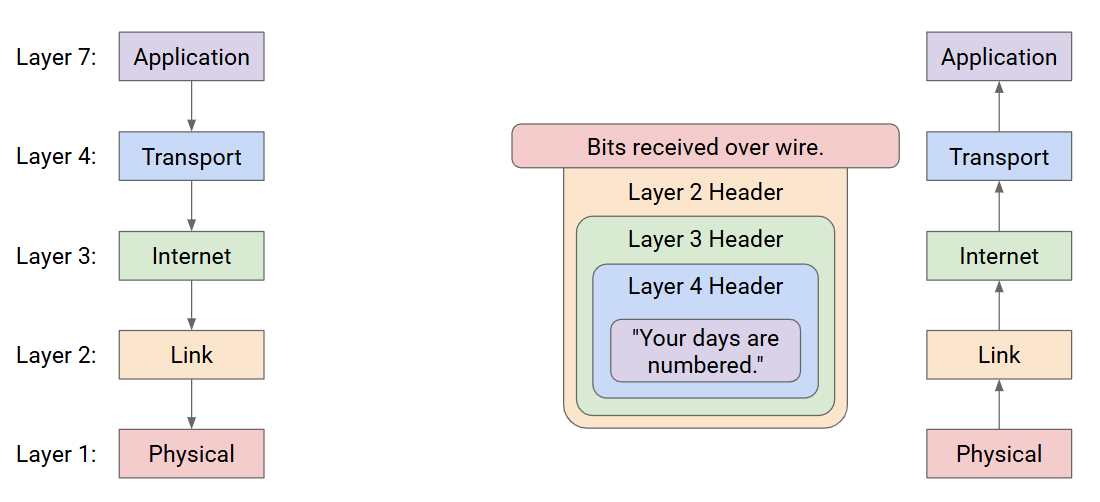 Layer 7:
Application
Application
Layer 4:
Transport
Bits received over wire.
Transport
Layer 2 Header
Layer 3:
Internet
Layer 3 Header
Internet
Layer 4 Header
"Your days are
numbered."
Layer 2:
Link
Link
Layer 1:
Physical
Physical